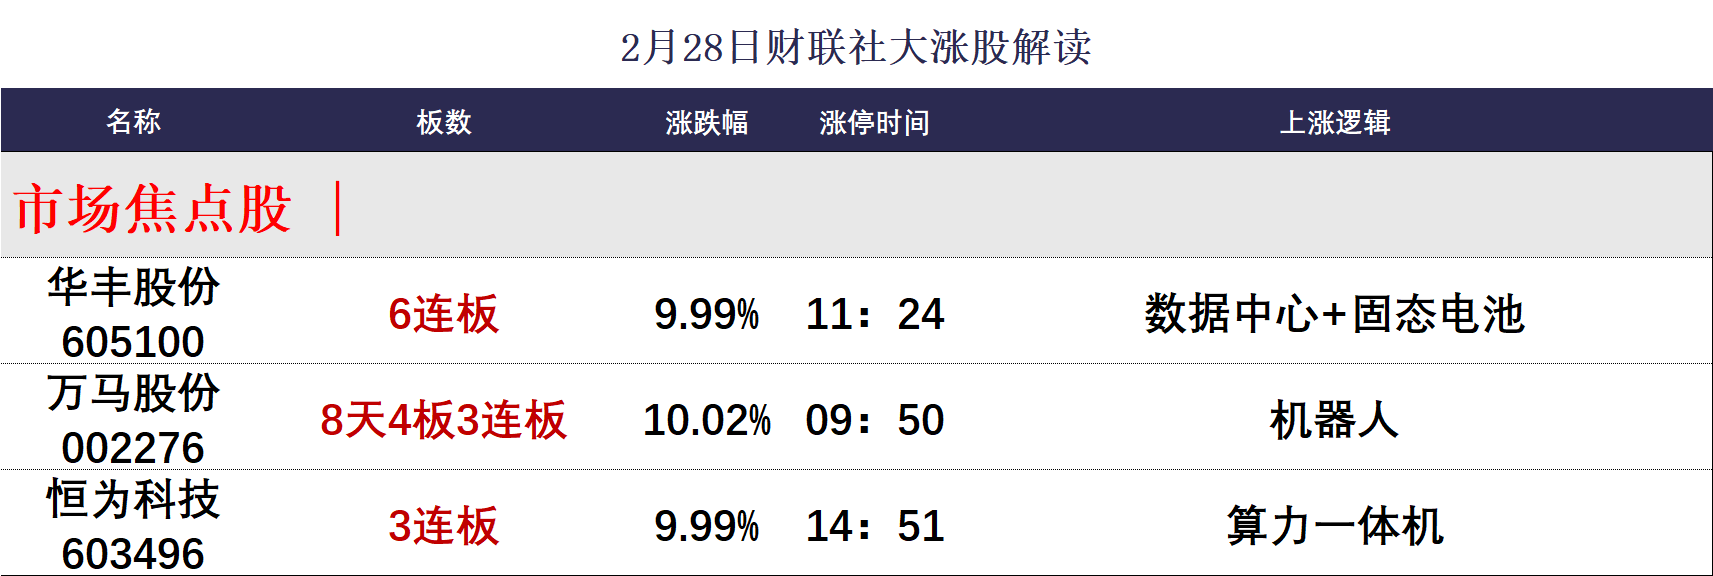 2月28日财联社大涨股解读
名称 板数 涨跌幅 涨停时间 上涨逻辑
市场焦点股 |
华丰股份
605100 6连板 9.99% 11：24 数据中心+固态电池
万马股份
002276 8天4板3连板 10.02% 09：50 机器人
恒为科技
603496 3连板 9.99% 14：51 算力一体机